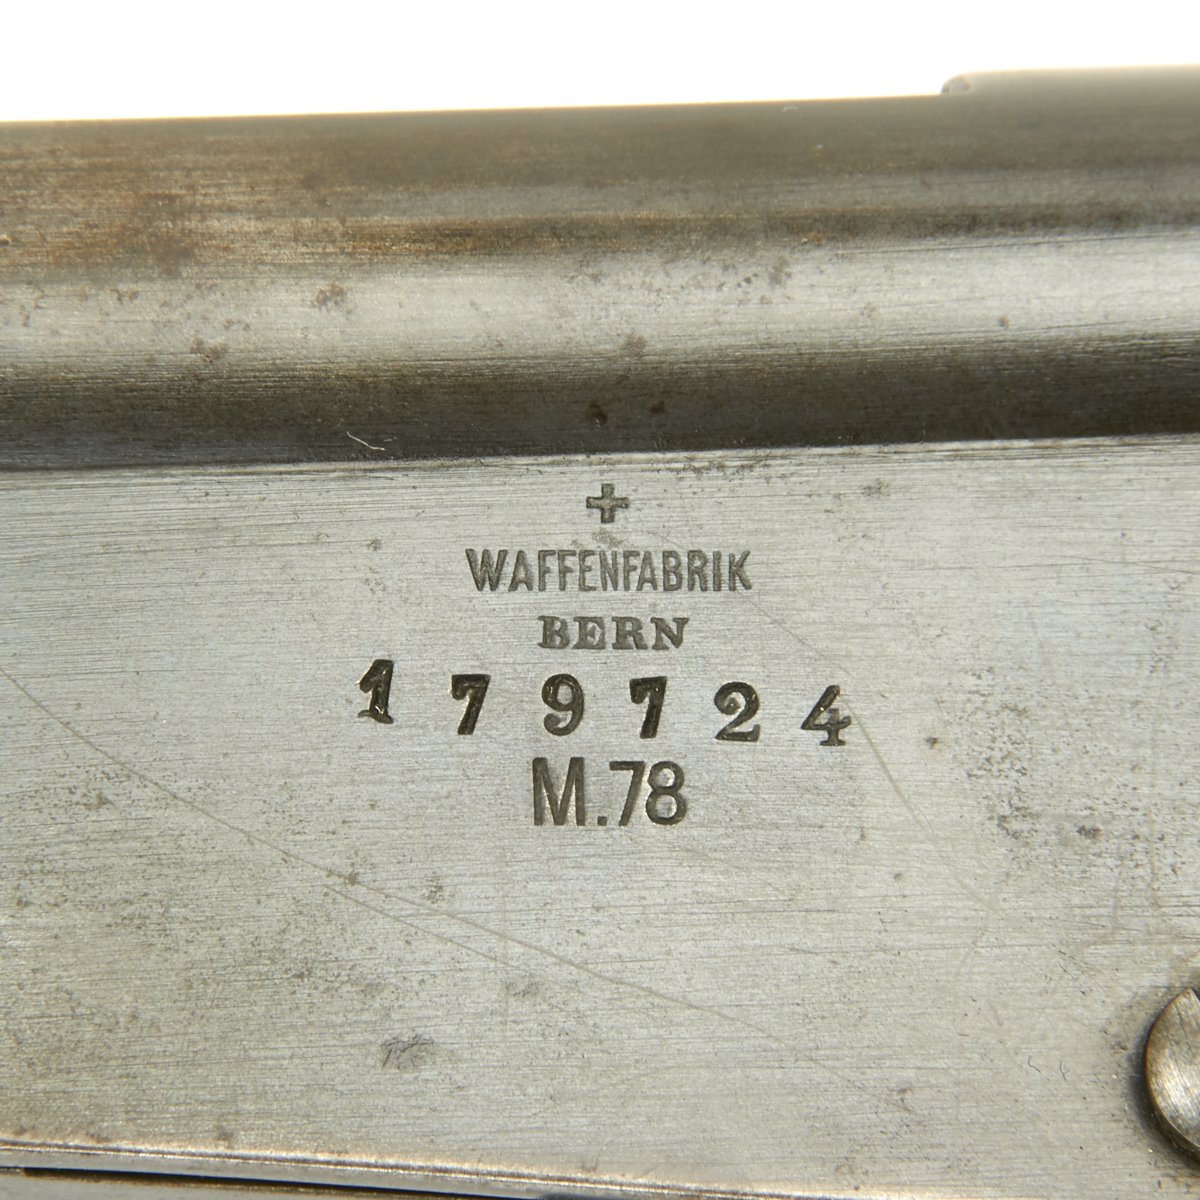 WAFFENFABRIK
BERN
179724
M.78